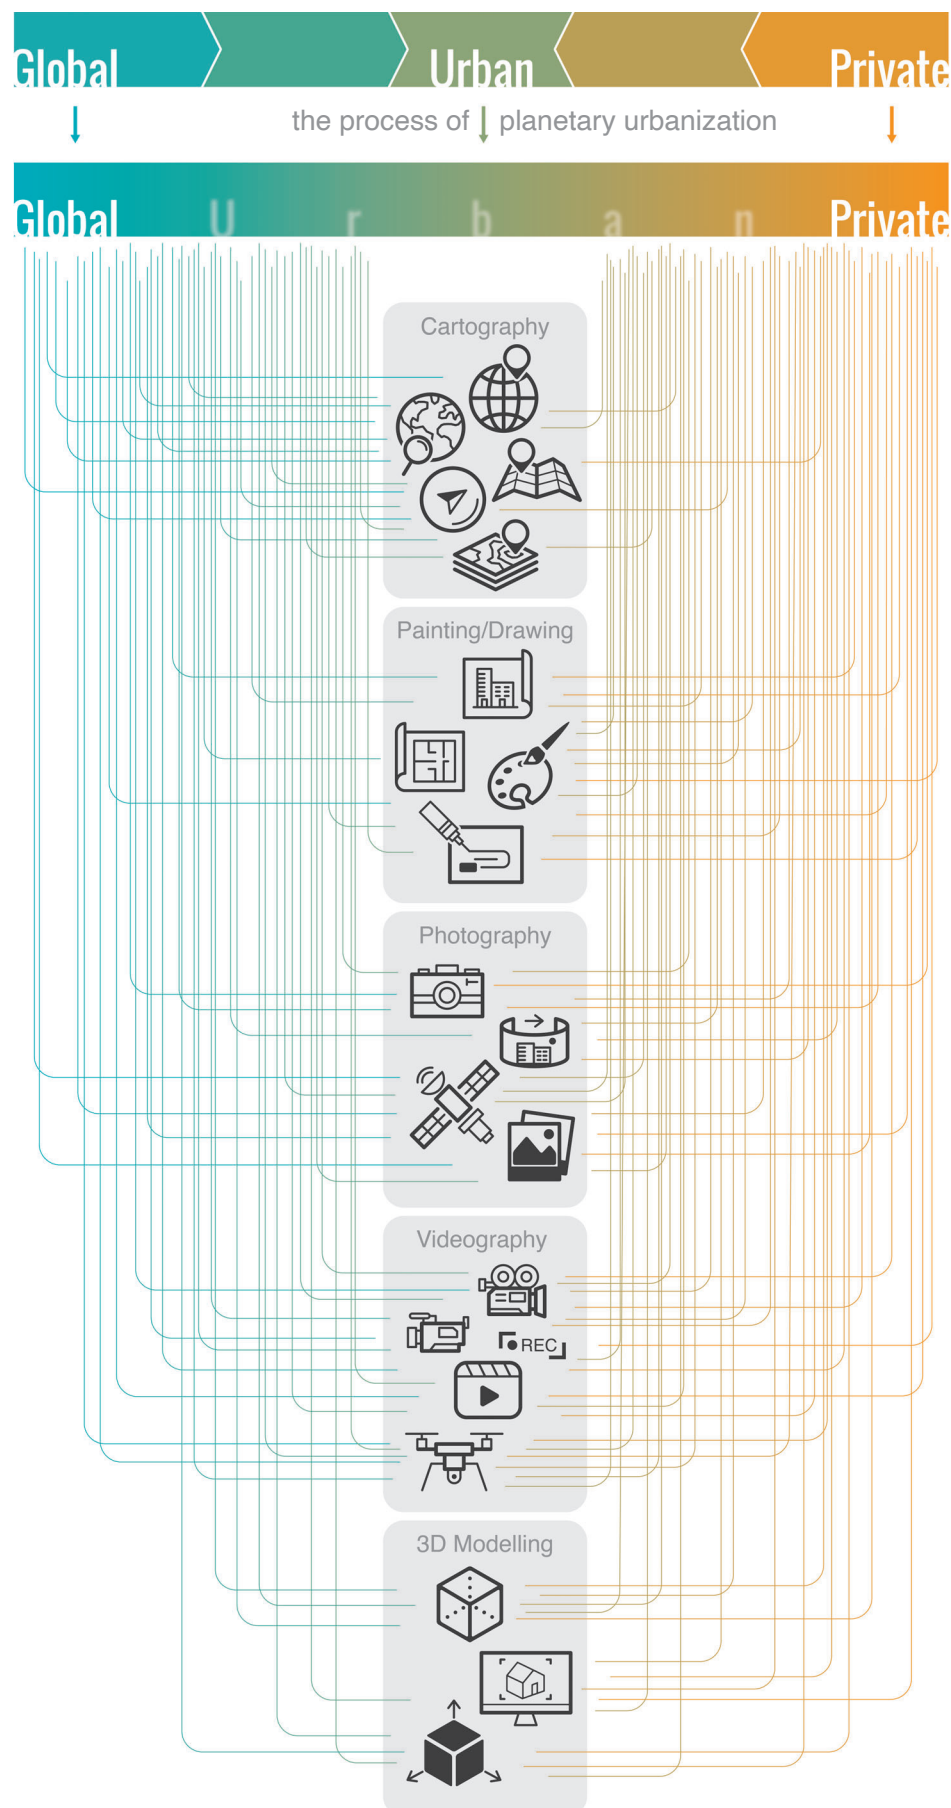 Global Urban Private
the process of planetary urbanization
Global U r b a n Private
Cartography
Painting/Drawing
Photography
Videography
REC
3D Modelling